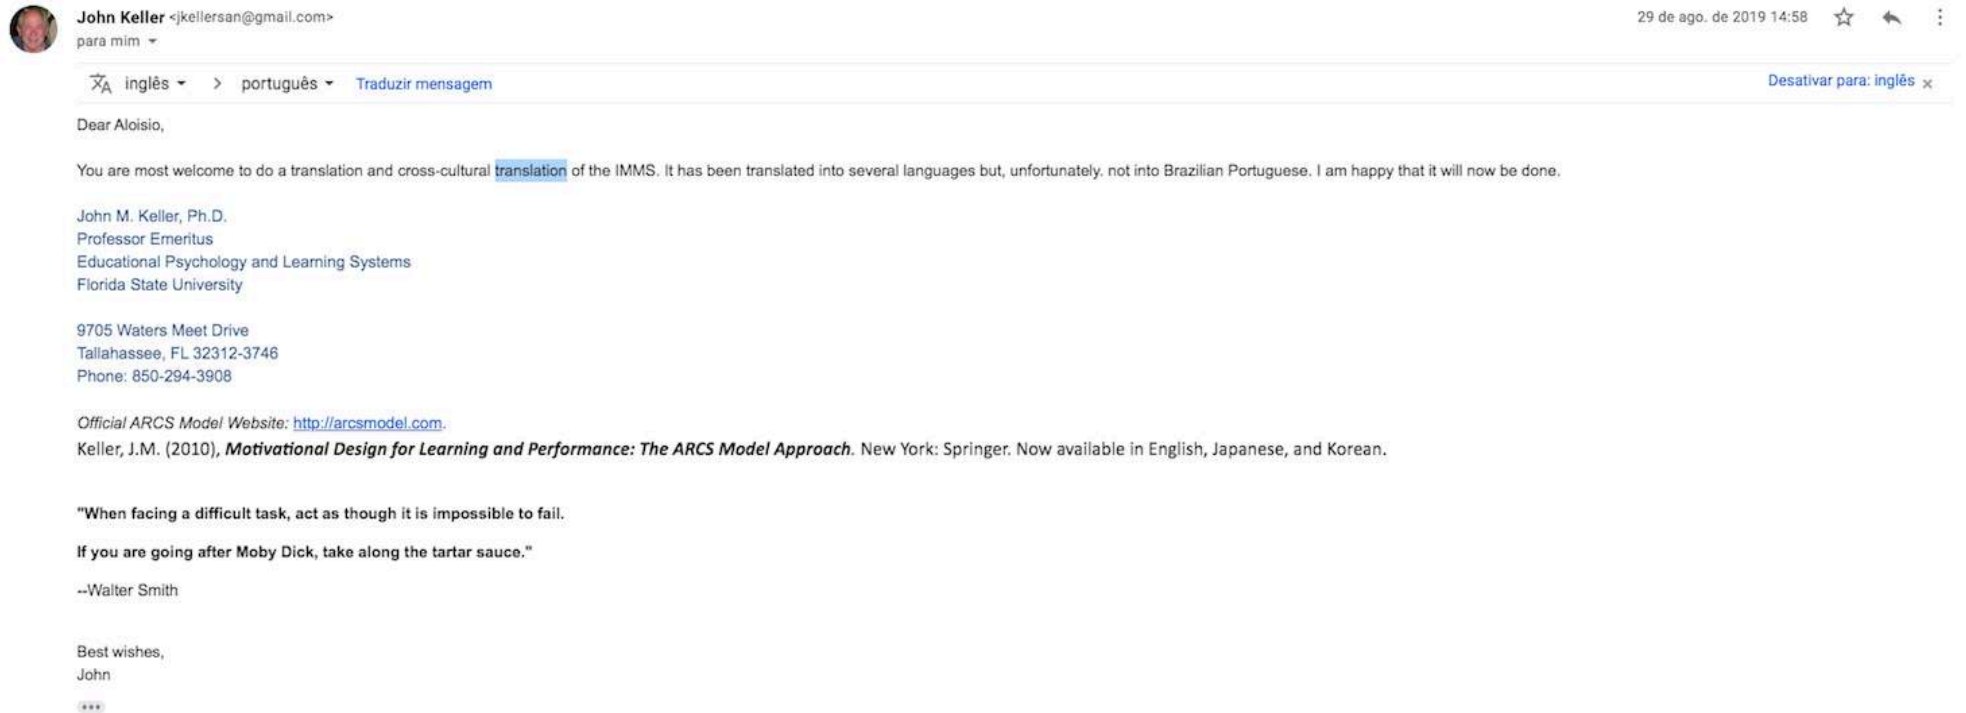 John Keller <jkellersan@gmail.com> 29 de ago. de 2019 14:58
para mim
inglês > português Traduzir mensagem Desativar para: inglês ×
Dear Aloisio,
You are most welcome to do a translation and cross-cultural translation of the IMMS. It has been translated into several languages but, unfortunately. not into Brazilian Portuguese. I am happy that it will now be done.
John M. Keller, Ph.D.
Professor Emeritus
Educational Psychology and Learning Systems
Florida State University
9705 Waters Meet Drive
Tallahassee, FL 32312-3746
Phone: 850-294-3908
Official ARCS Model Website: http://arcsmodel.com.
Keller, J.M. (2010), Motivational Design for Learning and Performance: The ARCS Model Approach. New York: Springer. Now available in English, Japanese, and Korean.
"When facing a difficult task, act as though it is impossible to fail.
If you are going after Moby Dick, take along the tartar sauce."
--Walter Smith
Best wishes,
John